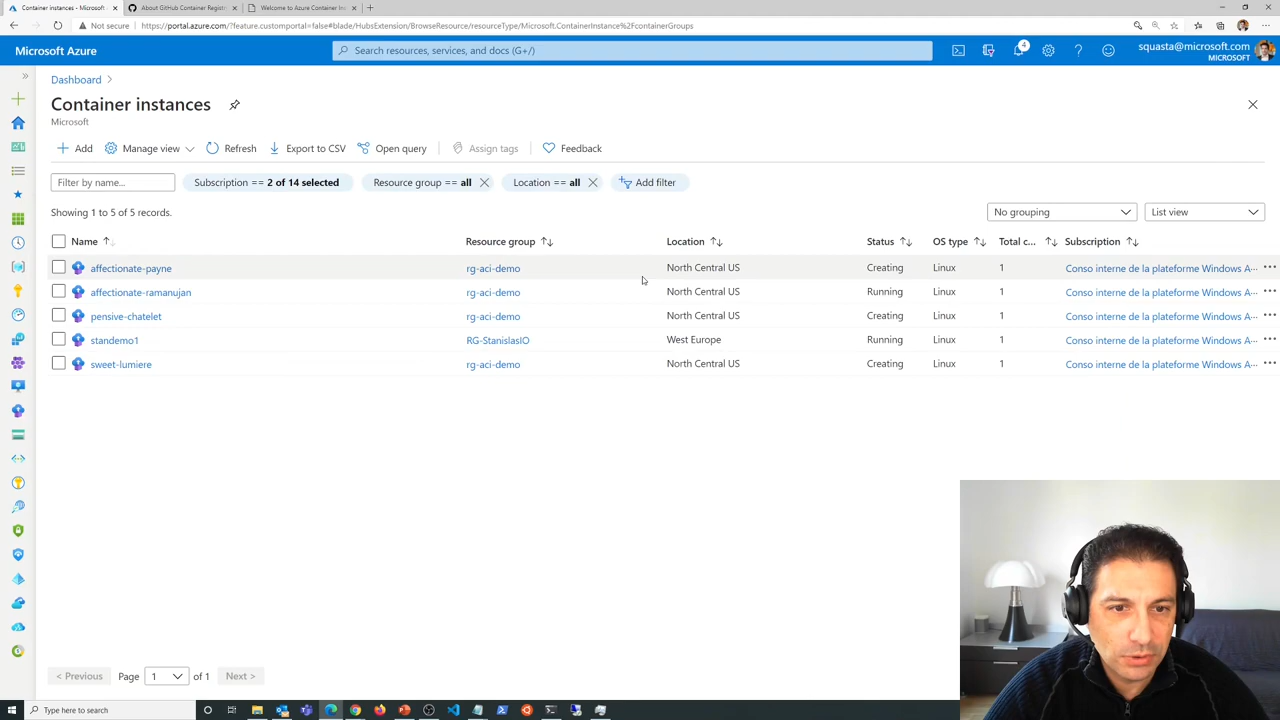 Container instances - Microsoft
About GitHub Container Registr
Welcome to Azure Container Ins
Not secure
https://portal.azure.com/?feature.customportal=false#blade/HubsExtension/BrowseResource/resourceType/Microsoft.ContainerInstance%2FcontainerGroups
Microsoft Azure
Search resources, services, and docs (G+/)
4
squasta@microsoft.com
MICROSOFT
Dashboard
Container instances
Microsoft
Add
Manage view
Refresh
Export to CSV
Open query
Assign tags
Feedback
Filter by name...
Subscription == 2 of 14 selected
Resource group == all
Location == all
Add filter
Showing 1 to 5 of 5 records.
No grouping
List view
Name Resource group Location Status OS type Total c... Subscription
affectionate-payne rg-aci-demo North Central US Creating Linux 1 Conso interne de la plateforme Windows A...
affectionate-ramanujan rg-aci-demo North Central US Running Linux 1 Conso interne de la plateforme Windows A...
pensive-chatelet rg-aci-demo North Central US Creating Linux 1 Conso interne de la plateforme Windows A...
standemo1 RG-StanislasIO West Europe Running Linux 1 Conso interne de la plateforme Windows A...
sweet-lumiere rg-aci-demo North Central US Creating Linux 1 Conso interne de la plateforme Windows A...
< Previous
Page 1 of 1
Next >
Type here to search